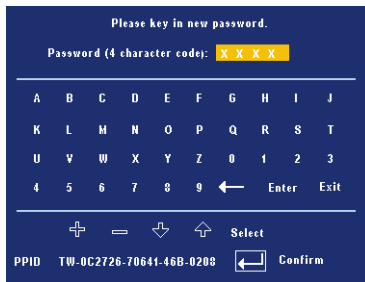 Please key in new password.
Password (4 character code): X X X X
A B C D E F G H I J
K L M N O P Q R S T
U V W X Y Z 0 1 2 3
4 5 6 7 8 9 Enter Exit
Select
PPID TW-0C2726-70641-46B-0208 Confirm